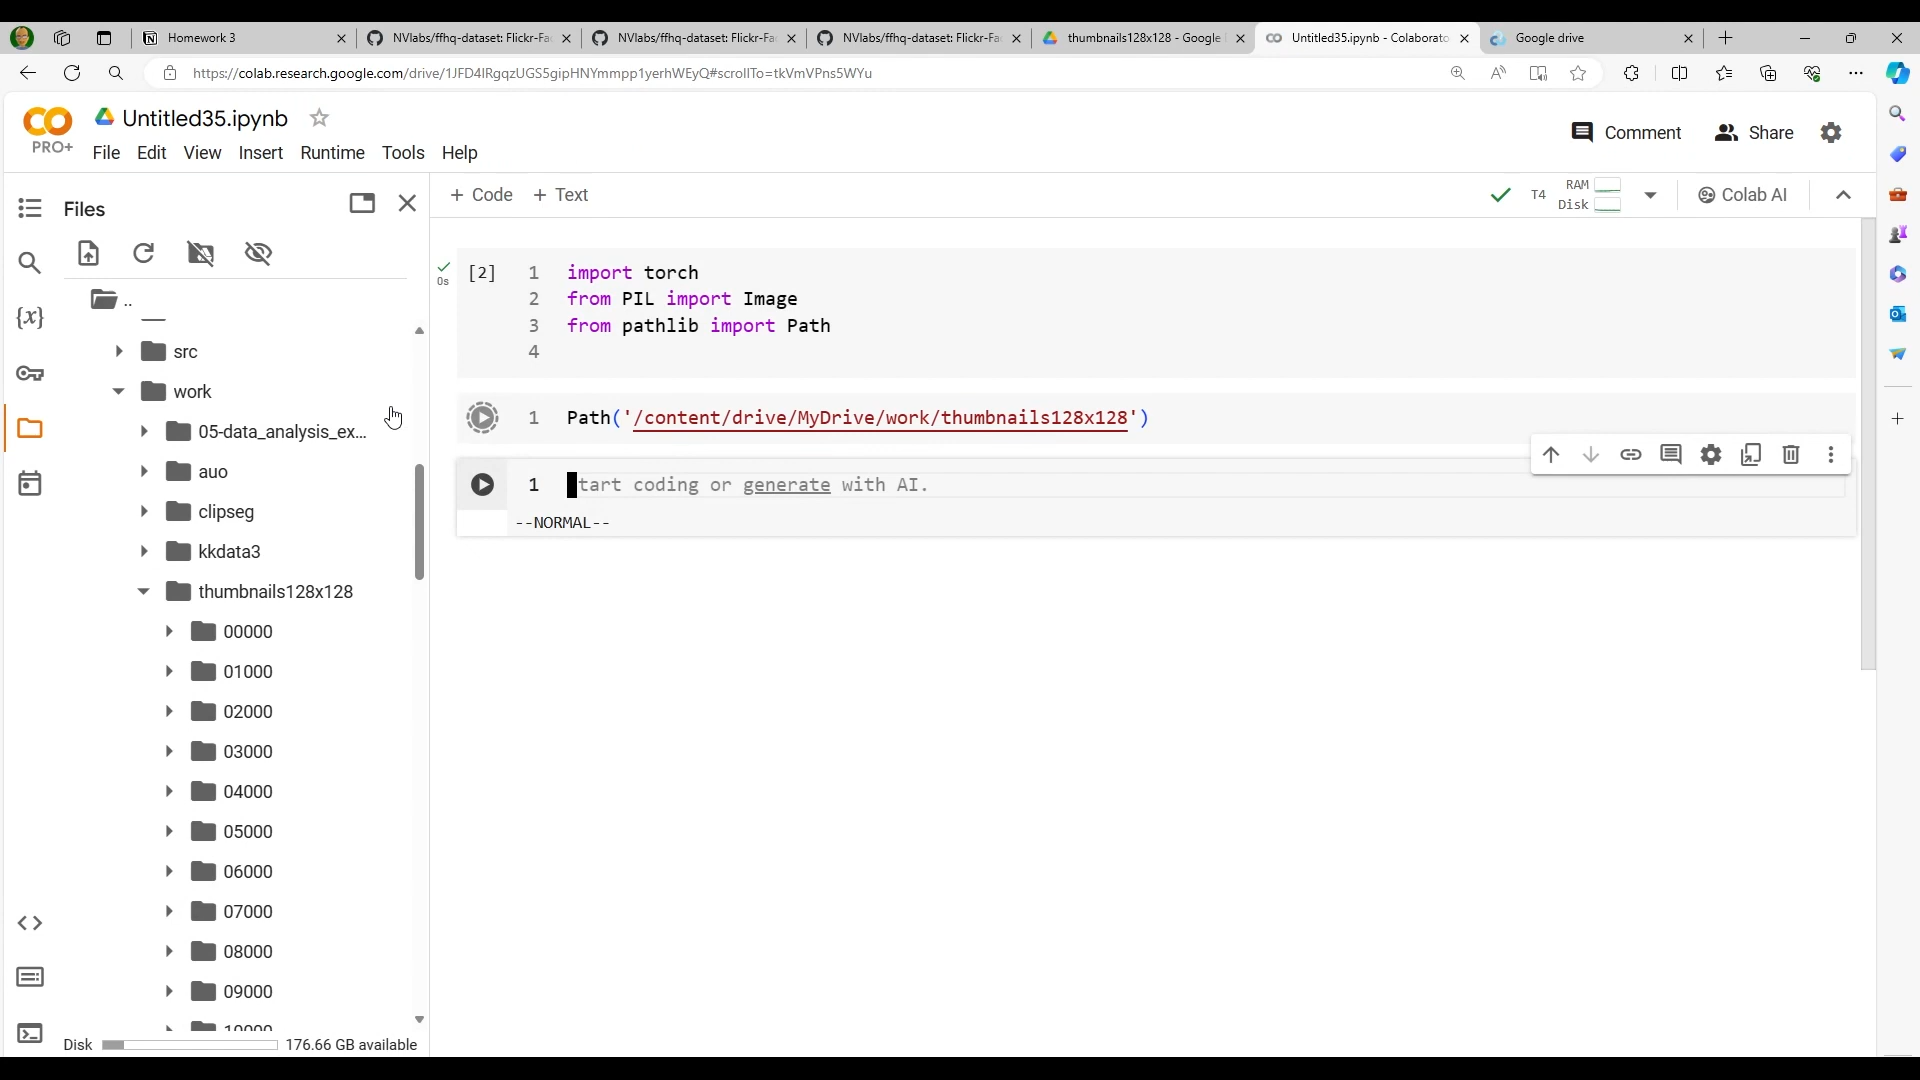 Homework 3
NVlabs/ffhq-dataset: Flickr-Fa
NVlabs/ffhq-dataset: Flickr-Fa
NVlabs/ffhq-dataset: Flickr-Fa
thumbnails128x128 - Google
Untitled35.ipynb - Colaborato
Google drive
https://colab.research.google.com/drive/1JFD4IRgqzUGS5gipHNYmmpp1yerhWEyQ#scrollTo=tkVmVPns5WYu
PRO+
Untitled35.ipynb
File Edit View Insert Runtime Tools Help
Comment
Share
Files
{x}
..
src
work
05-data_analysis_ex...
auo
clipseg
kkdata3
thumbnails128x128
00000
01000
02000
03000
04000
05000
06000
07000
08000
09000
10000
Disk 176.66 GB available
+ Code + Text
T4 RAM
Disk
Colab AI
0s
[2] 1 import torch
2 from PIL import Image
3 from pathlib import Path
4
1 Path('/content/drive/MyDrive/work/thumbnails128x128')
1 tart coding or generate with AI.
--NORMAL--